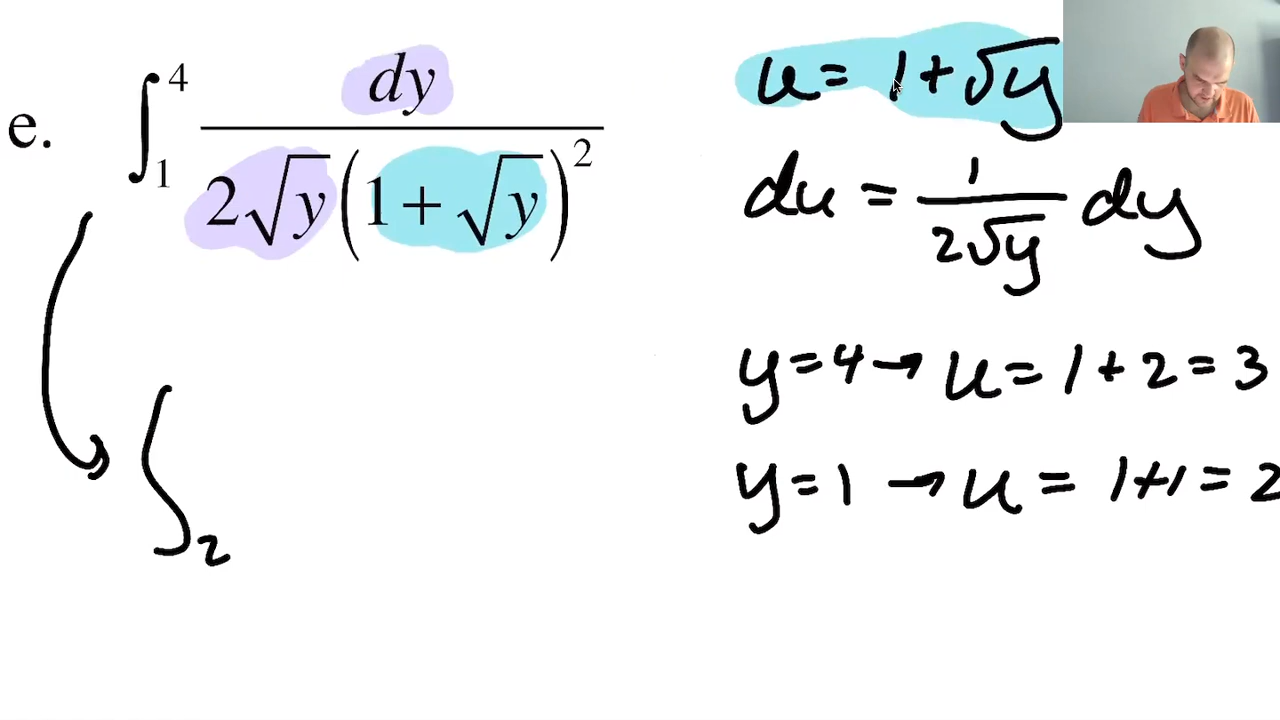 e. ∫₁⁴ dy / (2√y(1 + √y)²)
u = 1 + √y
du = 1/(2√y) dy
y = 4 → u = 1 + 2 = 3
y = 1 → u = 1 + 1 = 2
∫₂